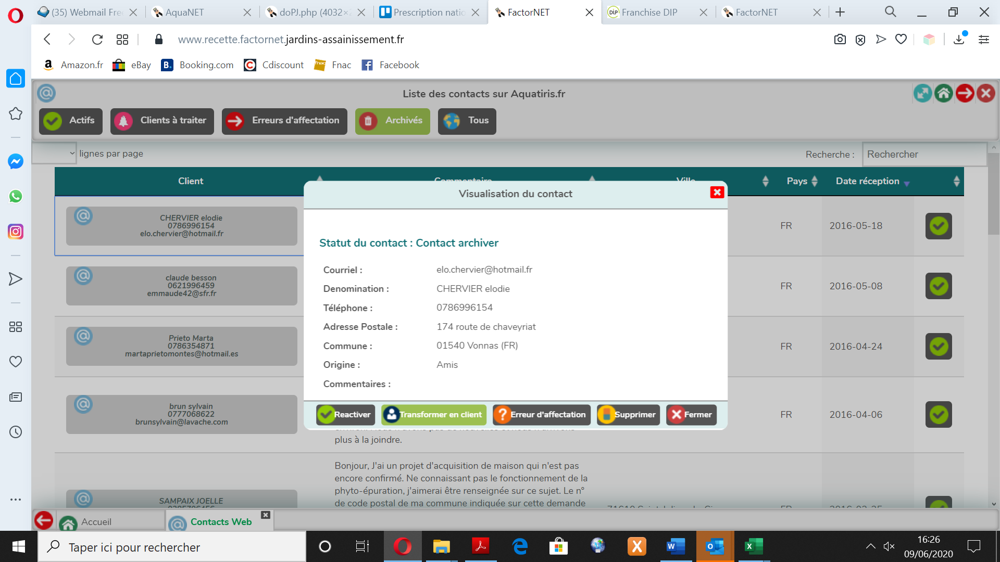 (35) Webmail Free
AquaNET
doPJ.php (4032×2
Prescription natio
FactorNET
Franchise DIP
FactorNET
www.recette.factornet.jardins-assainissement.fr
Amazon.fr
eBay
Booking.com
Cdiscount
Fnac
Facebook
Liste des contacts sur Aquatiris.fr
Actifs
Clients à traiter
Erreurs d'affectation
Archivés
Tous
lignes par page
Recherche :
Rechercher
Client
Commentaire
Ville
Pays
Date réception
Visualisation du contact
Statut du contact : Contact archiver
Courriel : elo.chervier@hotmail.fr
Denomination : CHERVIER elodie
Téléphone : 0786996154
Adresse Postale : 174 route de chaveyriat
Commune : 01540 Vonnas (FR)
Origine : Amis
Commentaires :
Reactiver
Transformer en client
Erreur d'affectation
Supprimer
Fermer
CHERVIER elodie
0786996154
elo.chervier@hotmail.fr
FR
2016-05-18
claude besson
0621996459
emmaude42@sfr.fr
FR
2016-05-08
Prieto Marta
0786354871
martaprietomontes@hotmail.es
FR
2016-04-24
brun sylvain
0777068622
brunsylvain@lavache.com
plus à la joindre.
FR
2016-04-06
SAMPAIX JOELLE
Bonjour, J'ai un projet d'acquisition de maison qui n'est pas
encore confirmé. Ne connaissant pas le fonctionnement de la
phyto-épuration, j'aimerai être renseignée sur ce sujet. Le n°
de code postal de ma commune indiquée sur cette demande
Accueil
Contacts Web
Taper ici pour rechercher
16:26
09/06/2020